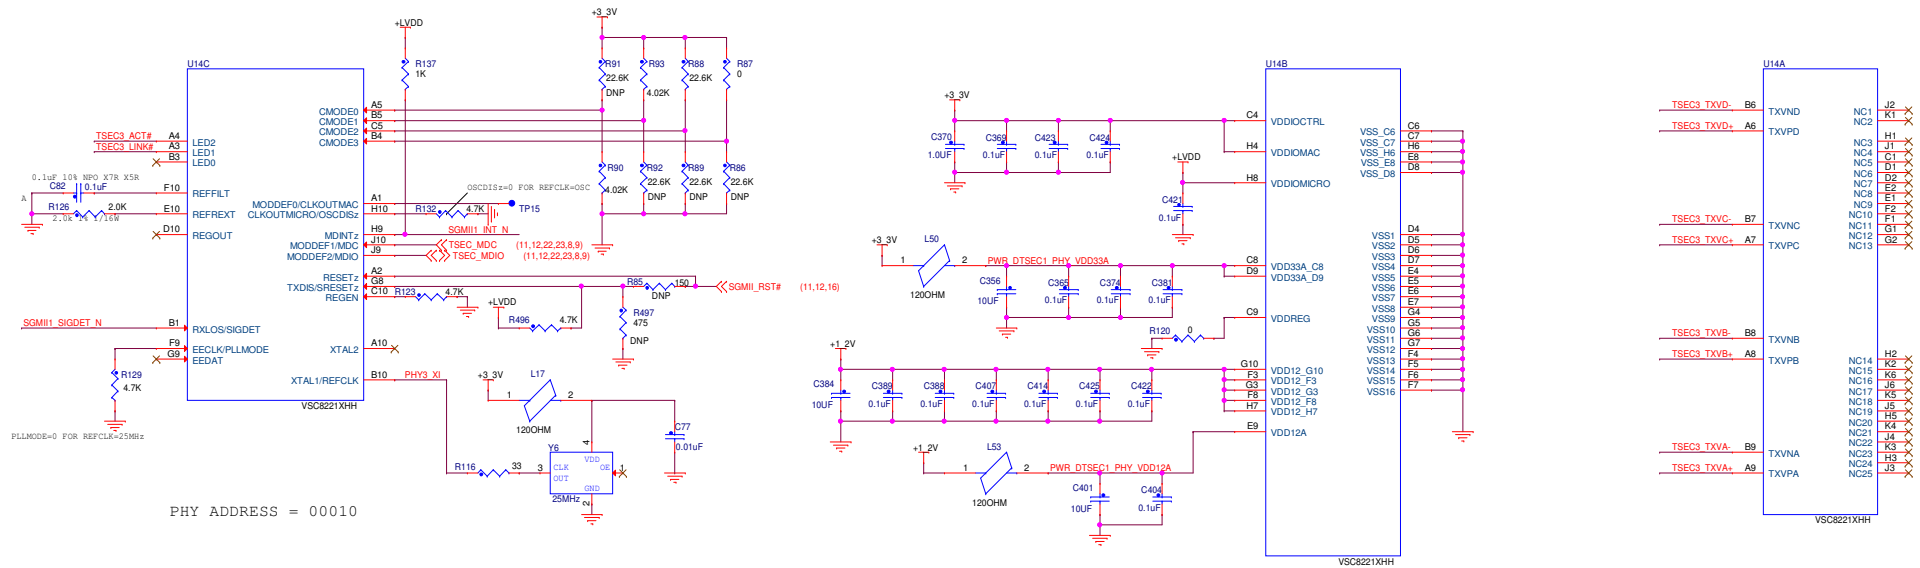 U14C
LED2
LED1
LED0
REFFILT
REFREXT
REGOUT
RXLOS/SIGDET
EECLK/PLLMODE
EEDAT
CMODE0
CMODE1
CMODE2
CMODE3
MODDEF0/CLKOUTMAC
CLKOUTMICRO/OSCDISz
MDINTz
MODDEF1/MDC
MODDEF2/MDIO
RESETz
TXDIS/SRESETz
REGEN
XTAL2
XTAL1/REFCLK
VSC8221XHH
TSEC3_ACT# A4
TSEC3_LINK# A3
B3
0.1uF 10% NPO X7R X5R
C82 0.1uF F10
A
R126 2.0K E10
2.0k 1% 1/16W
D10
SGMII1_SIGDET_N B1
F9
G9
R129
4.7K
PLLMODE=0 FOR REFCLK=25MHz
PHY ADDRESS = 00010
+LVDD
R137
1K
+3_3V
R91
22.6K
DNP
R93
4.02K
R88
22.6K
R87
0
A5
B5
C5
B4
R90
4.02K
R92
22.6K
DNP
R89
22.6K
DNP
R86
22.6K
DNP
OSCDISz=0 FOR REFCLK=OSC
A1
TP15
H10 R132 4.7K
H9 SGMII1_INT_N
J10 TSEC_MDC (11,12,22,23,8,9)
J9 TSEC_MDIO (11,12,22,23,8,9)
A2
G8
R85 150
DNP
SGMII_RST# (11,12,16)
C10 R123 4.7K
+LVDD
R496 4.7K
R497
475
DNP
A10
B10 PHY3_XI
+3_3V
L17
1 2
120OHM
C77
0.01uF
Y6
4
VDD
CLK
OUT
OE
GND
3
1
2
25MHz
R116 33
U14B
+3_3V
C370
1.0UF
C369
0.1uF
C423
0.1uF
C424
0.1uF
+LVDD
C421
0.1uF
C4 VDDIOCTRL
H4 VDDIOMAC
H8 VDDIOMICRO
+3_3V
L50
1 2
120OHM
PWR_DTSEC1_PHY_VDD33A
C356
10UF
C365
0.1uF
C374
0.1uF
C381
0.1uF
C8 VDD33A_C8
D9 VDD33A_D9
C9 VDDREG
R120 0
+1_2V
C384
10UF
C389
0.1uF
C388
0.1uF
C407
0.1uF
C414
0.1uF
C425
0.1uF
C422
0.1uF
G10 VDD12_G10
F3 VDD12_F3
G3 VDD12_G3
F8 VDD12_F8
H7 VDD12_H7
E9 VDD12A
+1_2V
L53
1 2
120OHM
PWR_DTSEC1_PHY_VDD12A
C401
10UF
C404
0.1uF
VSS_C6 C6
VSS_C7 C7
VSS_H6 H6
VSS_E8 E8
VSS_D8 D8
VSS1 D4
VSS2 D5
VSS3 D6
VSS4 D7
VSS5 E4
VSS6 E5
VSS7 E6
VSS8 E7
VSS9 G4
VSS10 G5
VSS11 G6
VSS12 G7
VSS13 F4
VSS14 F5
VSS15 F6
VSS16 F7
VSC8221XHH
U14A
TSEC3_TXVD- B6 TXVND
TSEC3_TXVD+ A6 TXVPD
TSEC3_TXVC- B7 TXVNC
TSEC3_TXVC+ A7 TXVPC
TSEC3_TXVB- B8 TXVNB
TSEC3_TXVB+ A8 TXVPB
TSEC3_TXVA- B9 TXVNA
TSEC3_TXVA+ A9 TXVPA
NC1 J2
NC2 K1
NC3 H1
NC4 J1
NC5 C1
NC6 D1
NC7 D2
NC8 E2
NC9 E1
NC10 F2
NC11 F1
NC12 G1
NC13 G2
NC14 H2
NC15 K2
NC16 K6
NC17 J6
NC18 K5
NC19 J5
NC20 H5
NC21 K4
NC22 J4
NC23 K3
NC24 H3
NC25 J3
VSC8221XHH